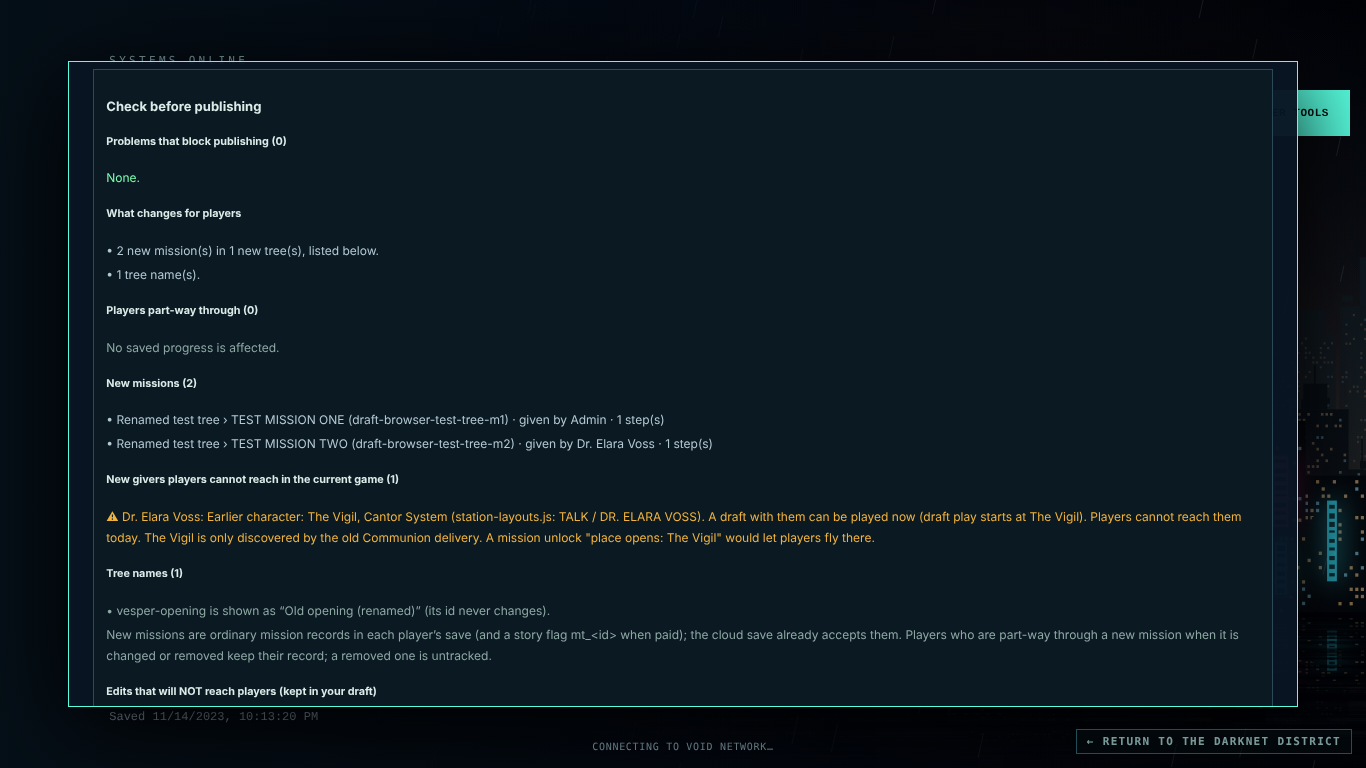 SYSTEMS ONLINE
TOOLS
Check before publishing
Problems that block publishing (0)
None.
What changes for players
• 2 new mission(s) in 1 new tree(s), listed below.
• 1 tree name(s).
Players part-way through (0)
No saved progress is affected.
New missions (2)
• Renamed test tree › TEST MISSION ONE (draft-browser-test-tree-m1) · given by Admin · 1 step(s)
• Renamed test tree › TEST MISSION TWO (draft-browser-test-tree-m2) · given by Dr. Elara Voss · 1 step(s)
New givers players cannot reach in the current game (1)
⚠ Dr. Elara Voss: Earlier character: The Vigil, Cantor System (station-layouts.js: TALK / DR. ELARA VOSS). A draft with them can be played now (draft play starts at The Vigil). Players cannot reach them
today. The Vigil is only discovered by the old Communion delivery. A mission unlock "place opens: The Vigil" would let players fly there.
Tree names (1)
• vesper-opening is shown as “Old opening (renamed)” (its id never changes).
New missions are ordinary mission records in each player’s save (and a story flag mt_<id> when paid); the cloud save already accepts them. Players who are part-way through a new mission when it is
changed or removed keep their record; a removed one is untracked.
Edits that will NOT reach players (kept in your draft)
Saved 11/14/2023, 10:13:20 PM
CONNECTING TO VOID NETWORK…
← RETURN TO THE DARKNET DISTRICT